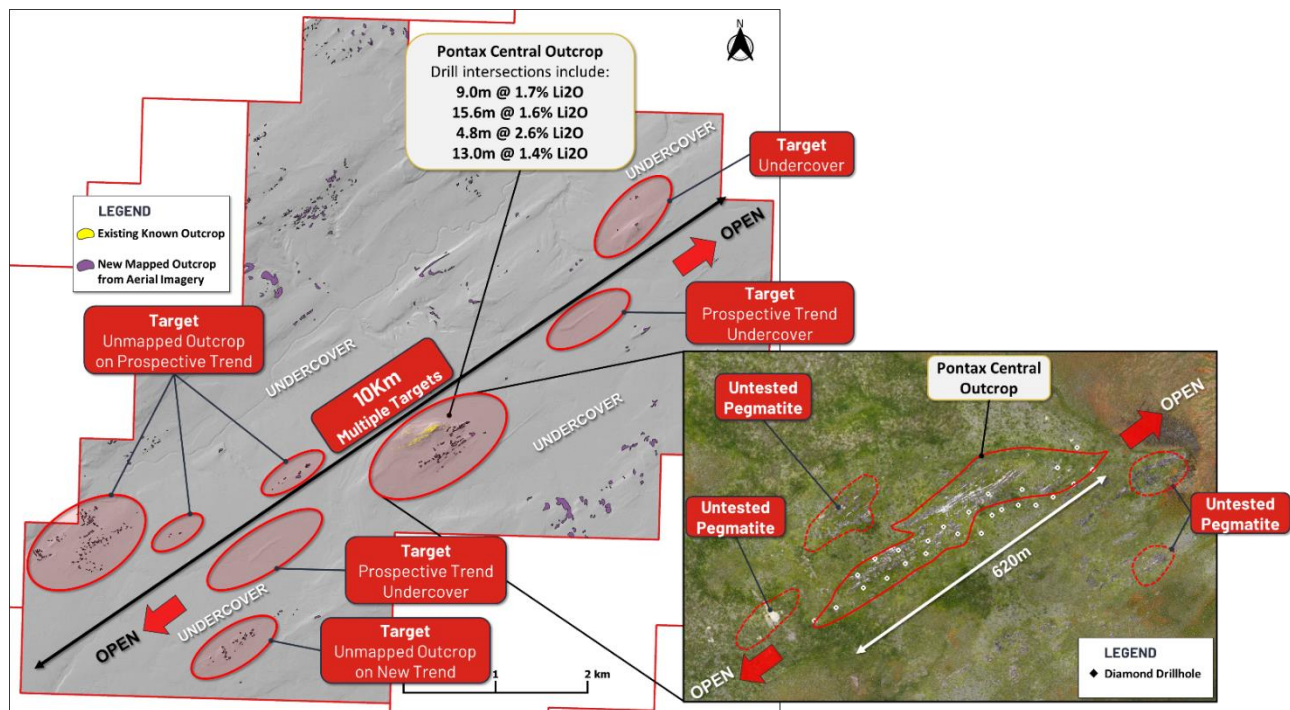 N
Pontax Central Outcrop
Drill intersections include:
9.0m @ 1.7% Li2O
15.6m @ 1.6% Li2O
4.8m @ 2.6% Li2O
13.0m @ 1.4% Li2O
UNDERCOVER
Target
Undercover
OPEN
LEGEND
Existing Known Outcrop
New Mapped Outcrop
from Aerial Imagery
Target
Unmapped Outcrop
on Prospective Trend
UNDERCOVER
10Km
Multiple Targets
UNDERCOVER
Target
Prospective Trend
Undercover
Target
Prospective Trend
Undercover
UNDERCOVER
OPEN
Target
Unmapped Outcrop
on New Trend
1
2 km
Pontax Central
Outcrop
Untested
Pegmatite
OPEN
Untested
Pegmatite
Untested
Pegmatite
620m
OPEN
LEGEND
Diamond Drillhole